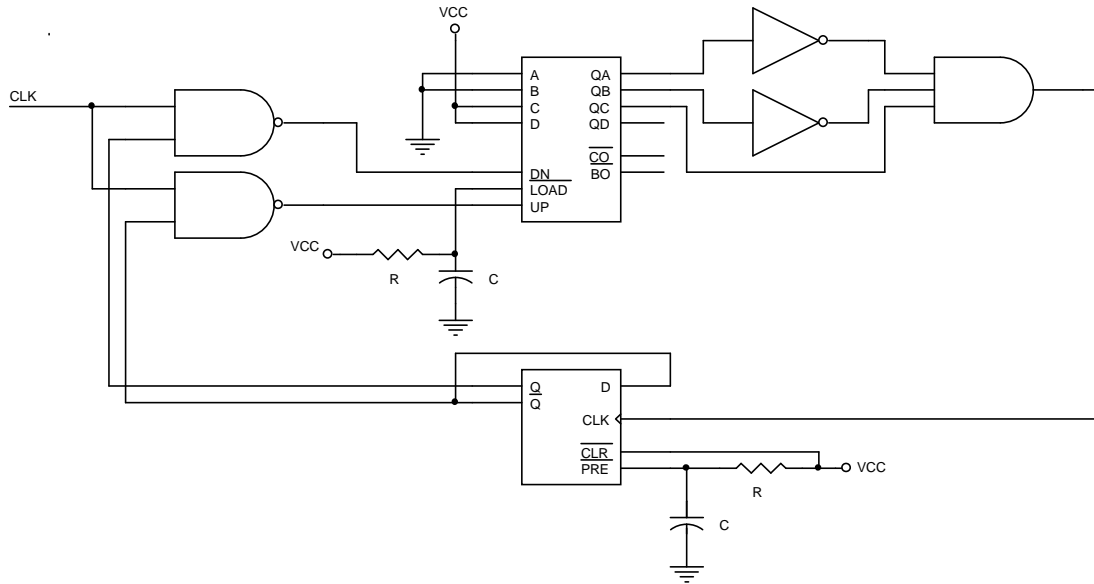 VCC
CLK
A QA
B QB
C QC
D QD
CO
DN BO
LOAD
UP
VCC
R
C
Q D
Q
CLK
CLR
PRE
VCC
R
C